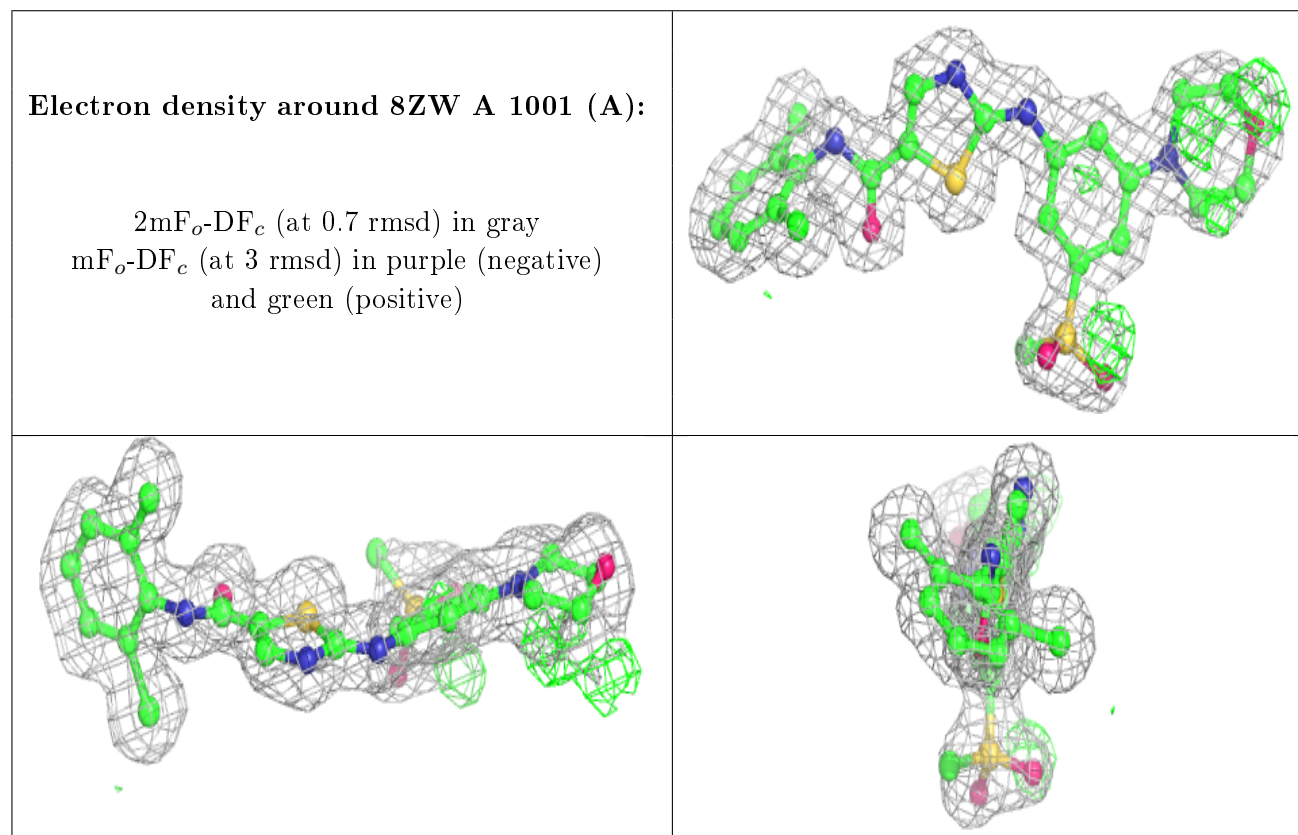 Electron density around 8ZW A 1001 (A):
2mFₒ-DF𝒸 (at 0.7 rmsd) in gray
mFₒ-DF𝒸 (at 3 rmsd) in purple (negative)
and green (positive)